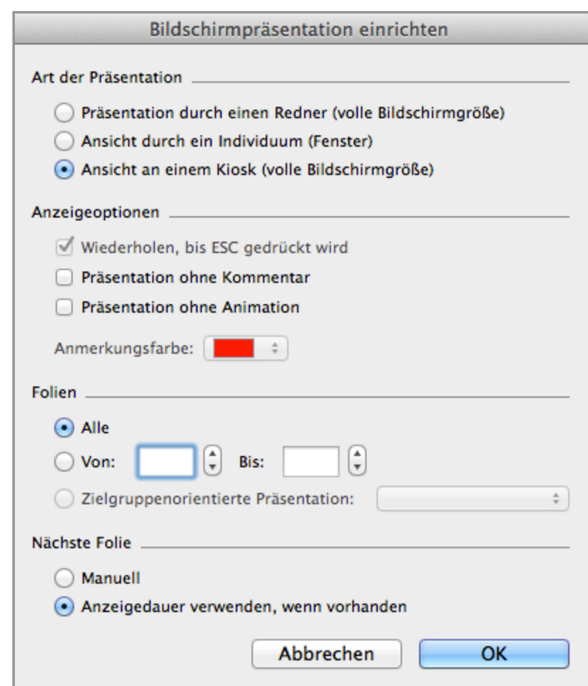 Bildschirmpräsentation einrichten
Art der Präsentation
Präsentation durch einen Redner (volle Bildschirmgröße)
Ansicht durch ein Individuum (Fenster)
Ansicht an einem Kiosk (volle Bildschirmgröße)
Anzeigeoptionen
Wiederholen, bis ESC gedrückt wird
Präsentation ohne Kommentar
Präsentation ohne Animation
Anmerkungsfarbe:
Folien
Alle
Von: Bis:
Zielgruppenorientierte Präsentation:
Nächste Folie
Manuell
Anzeigedauer verwenden, wenn vorhanden
Abbrechen OK